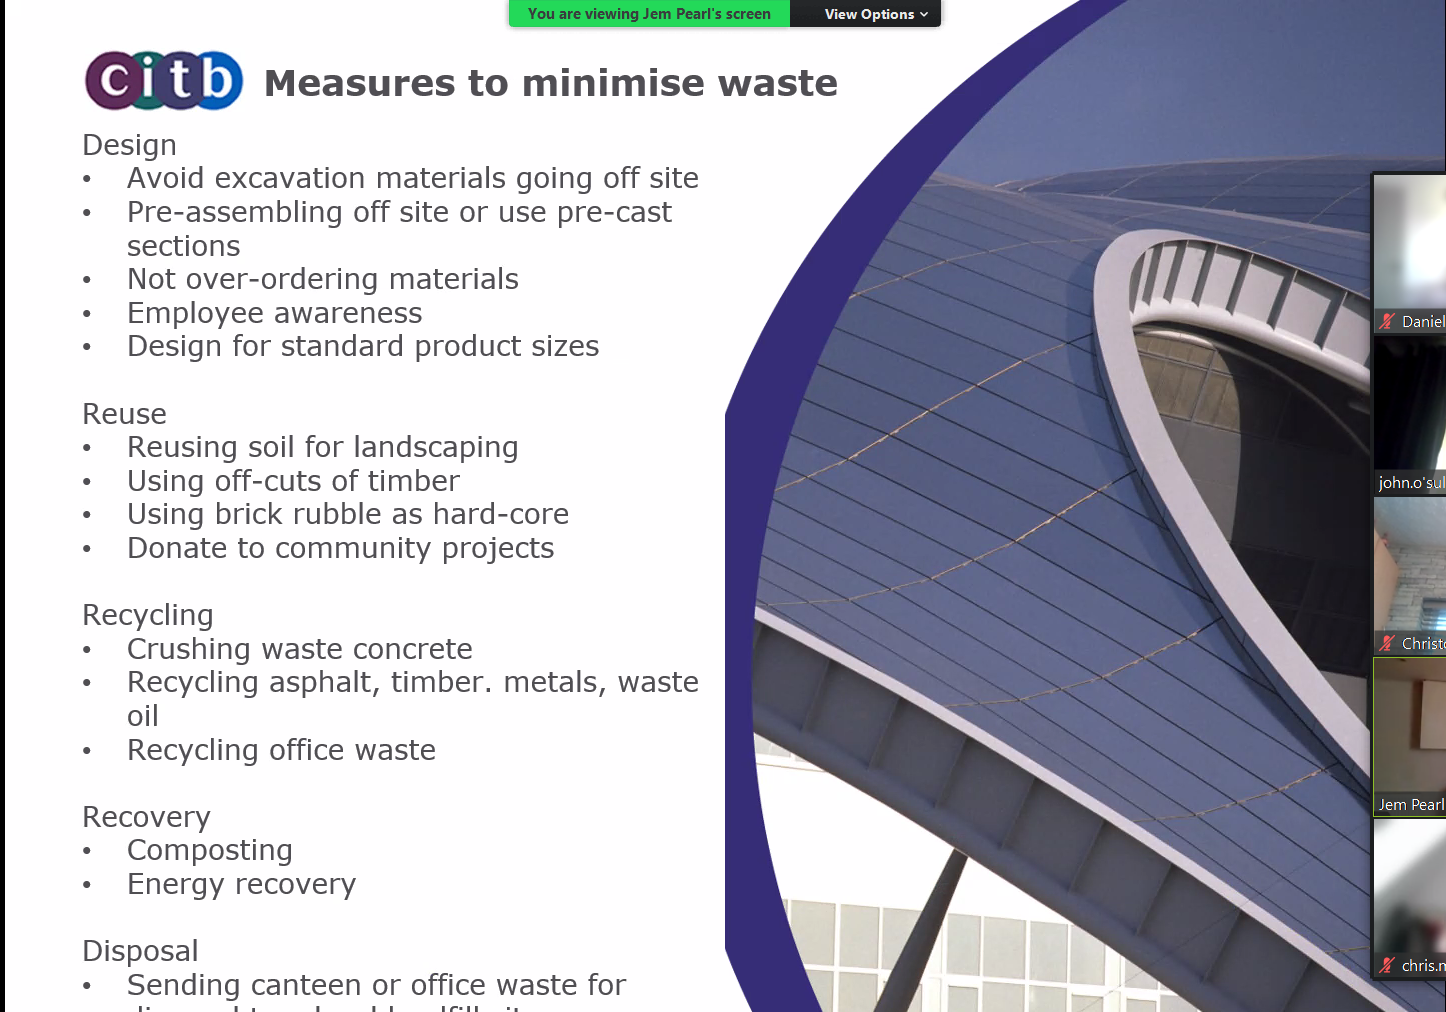 You are viewing Jem Pearl's screen
View Options
citb
Measures to minimise waste
Design
• Avoid excavation materials going off site
• Pre-assembling off site or use pre-cast
sections
• Not over-ordering materials
• Employee awareness
• Design for standard product sizes
Reuse
• Reusing soil for landscaping
• Using off-cuts of timber
• Using brick rubble as hard-core
• Donate to community projects
Recycling
• Crushing waste concrete
• Recycling asphalt, timber. metals, waste
oil
• Recycling office waste
Recovery
• Composting
• Energy recovery
Disposal
• Sending canteen or office waste for
Daniel
john.o'sul
Christ
Jem Pearl
chris.m